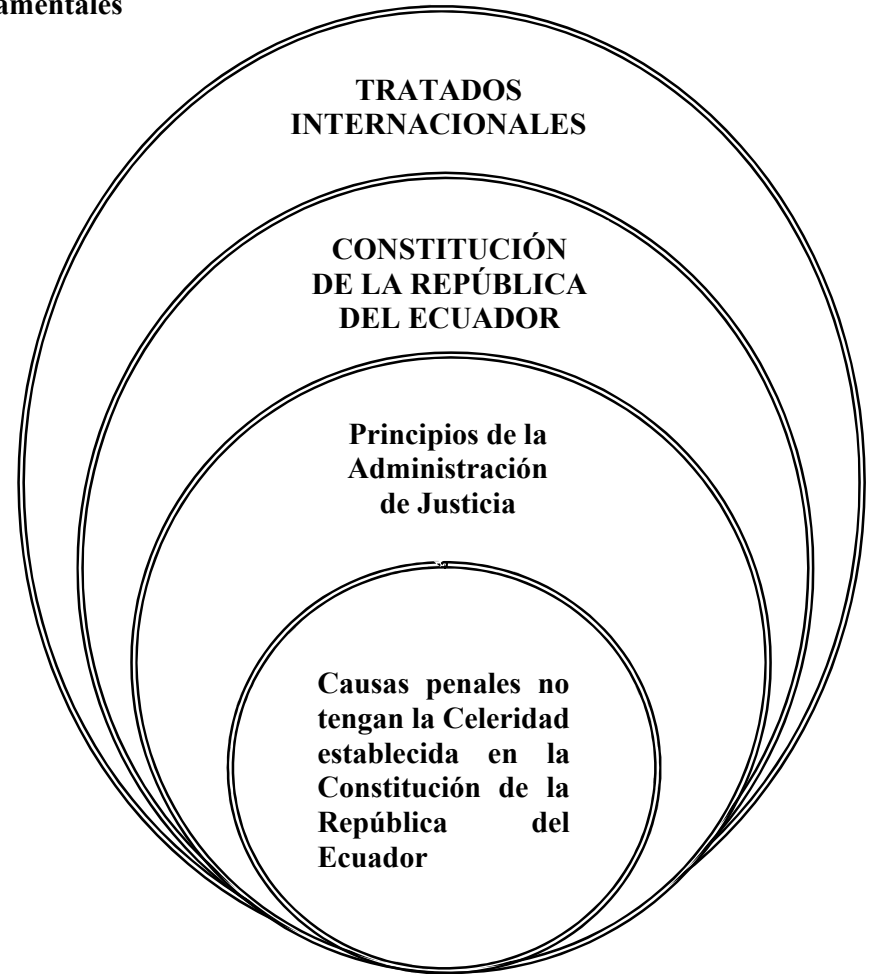 amentales
TRATADOS
INTERNACIONALES
CONSTITUCIÓN
DE LA REPÚBLICA
DEL ECUADOR
Principios de la
Administración
de Justicia
Causas penales no
tengan la Celeridad
establecida en la
Constitución de la
República del
Ecuador